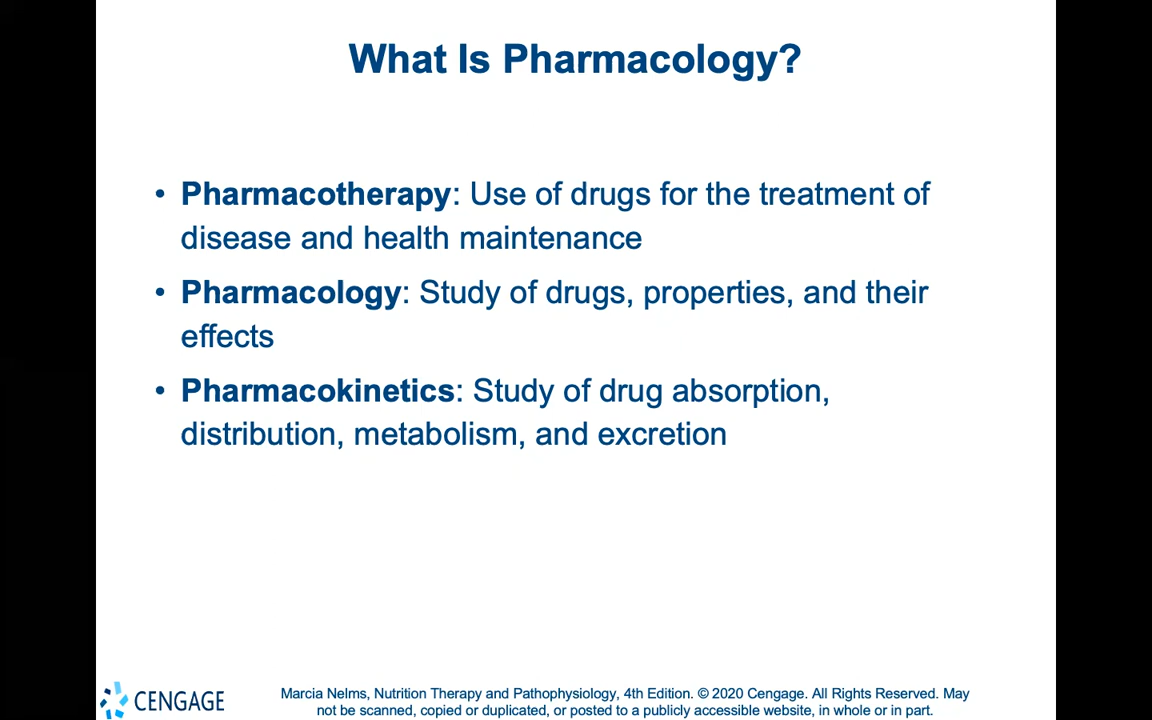 What Is Pharmacology?
• Pharmacotherapy: Use of drugs for the treatment of
disease and health maintenance
• Pharmacology: Study of drugs, properties, and their
effects
• Pharmacokinetics: Study of drug absorption,
distribution, metabolism, and excretion
CENGAGE
Marcia Nelms, Nutrition Therapy and Pathophysiology, 4th Edition. © 2020 Cengage. All Rights Reserved. May
not be scanned, copied or duplicated, or posted to a publicly accessible website, in whole or in part.